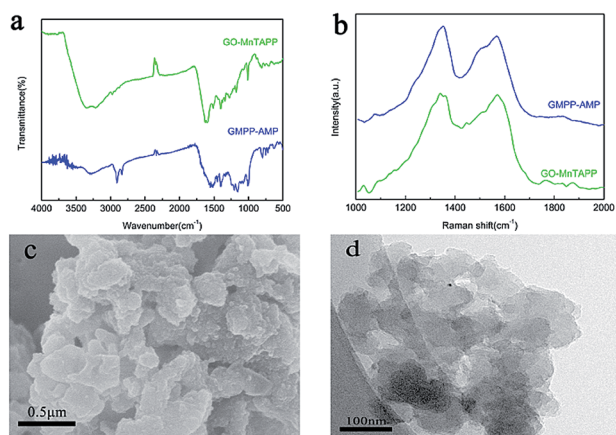 a
GO-MnTAPP
GMPP-AMP
Transmittance(%)
4000 3500 3000 2500 2000 1500 1000 500
Wavenumber(cm⁻¹)
b
GMPP-AMP
GO-MnTAPP
Intensity(a.u.)
1000 1200 1400 1600 1800 2000
Raman shift(cm⁻¹)
c
0.5μm
d
100nm